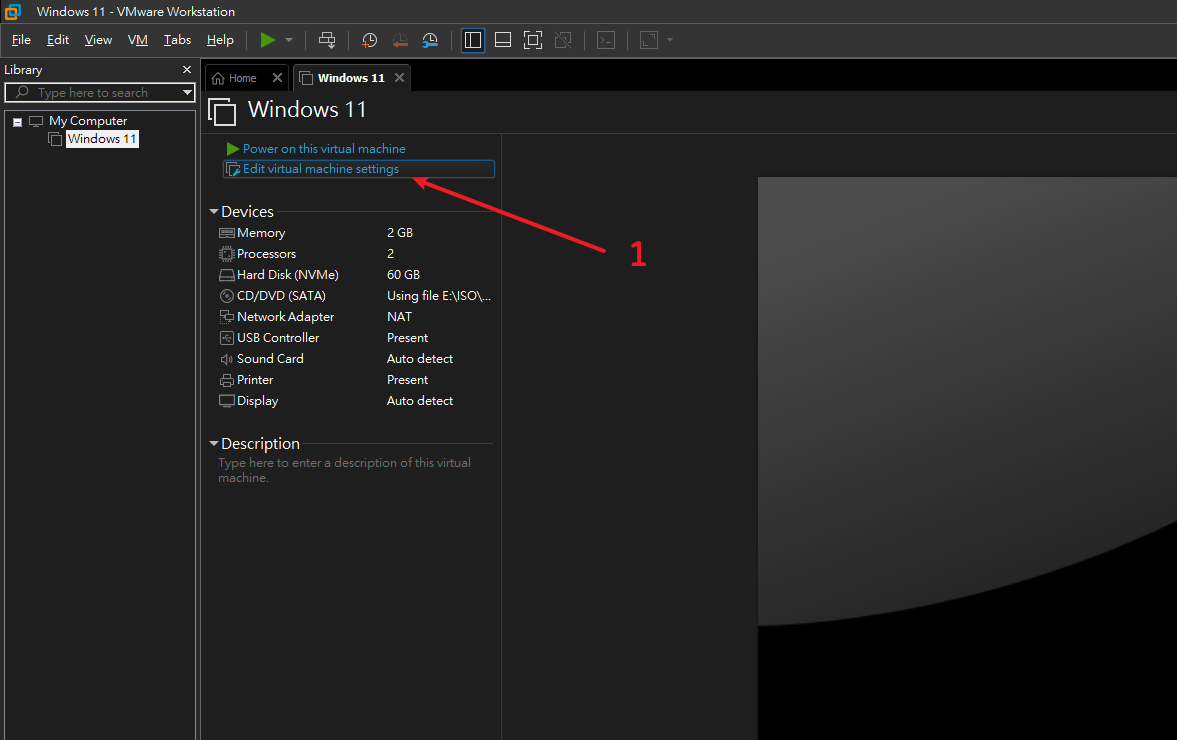 Windows 11 - VMware Workstation
File Edit View VM Tabs Help
Library
Type here to search
My Computer
Windows 11
Home
Windows 11
Windows 11
Power on this virtual machine
Edit virtual machine settings
1
Devices
Memory 2 GB
Processors 2
Hard Disk (NVMe) 60 GB
CD/DVD (SATA) Using file E:\ISO\...
Network Adapter NAT
USB Controller Present
Sound Card Auto detect
Printer Present
Display Auto detect
Description
Type here to enter a description of this virtual
machine.